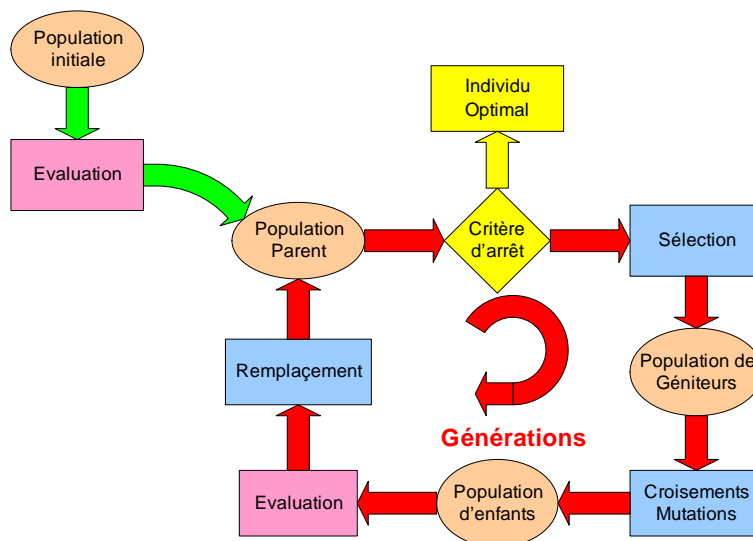 Population
initiale
Individu
Optimal
Evaluation
Population
Parent
Critère
d'arrêt
Sélection
Remplaçement
Population de
Géniteurs
Générations
Evaluation
Population
d'enfants
Croisements
Mutations